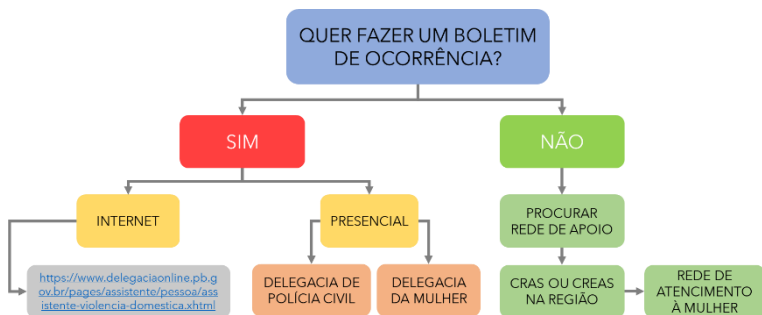 QUER FAZER UM BOLETIM
DE OCORRÊNCIA?
SIM
NÃO
INTERNET
PRESENCIAL
PROCURAR
REDE DE APOIO
https://www.delegaciaonline.pb.g
ov.br/pages/assistente/pessoa/ass
istente-violencia-domestica.xhtml
DELEGACIA DE
POLÍCIA CIVIL
DELEGACIA
DA MULHER
CRAS OU CREAS
NA REGIÃO
REDE DE
ATENCIMENTO
À MULHER